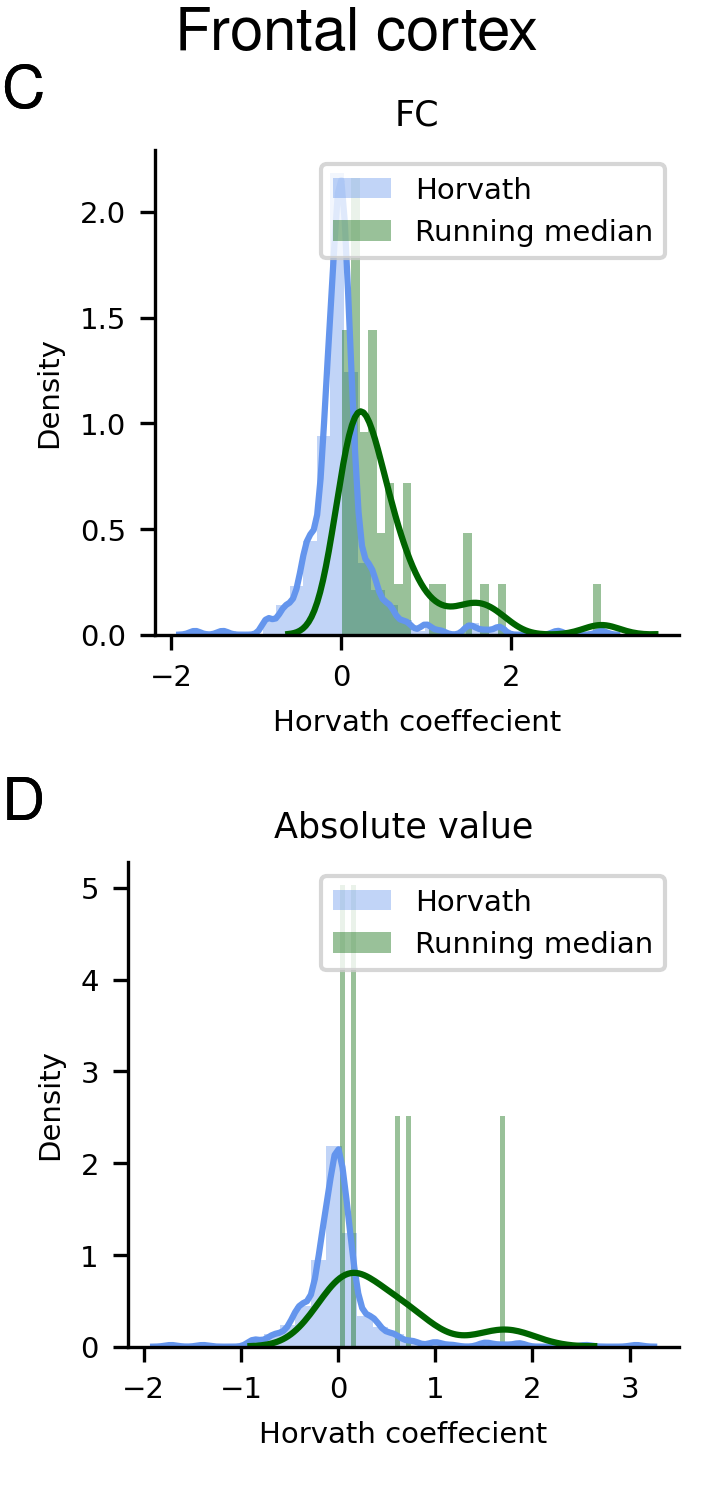 Frontal cortex
C
FC
Horvath
Running median
2.0
1.5
1.0
0.5
0.0
Density
−2 0 2
Horvath coeffecient
D
Absolute value
Horvath
Running median
5
4
3
2
1
0
Density
−2 −1 0 1 2 3
Horvath coeffecient